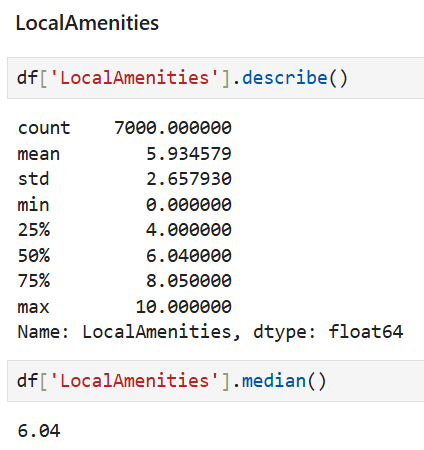 LocalAmenities
df['LocalAmenities'].describe()
count    7000.000000
mean        5.934579
std         2.657930
min         0.000000
25%         4.000000
50%         6.040000
75%         8.050000
max        10.000000
Name: LocalAmenities, dtype: float64
df['LocalAmenities'].median()
6.04